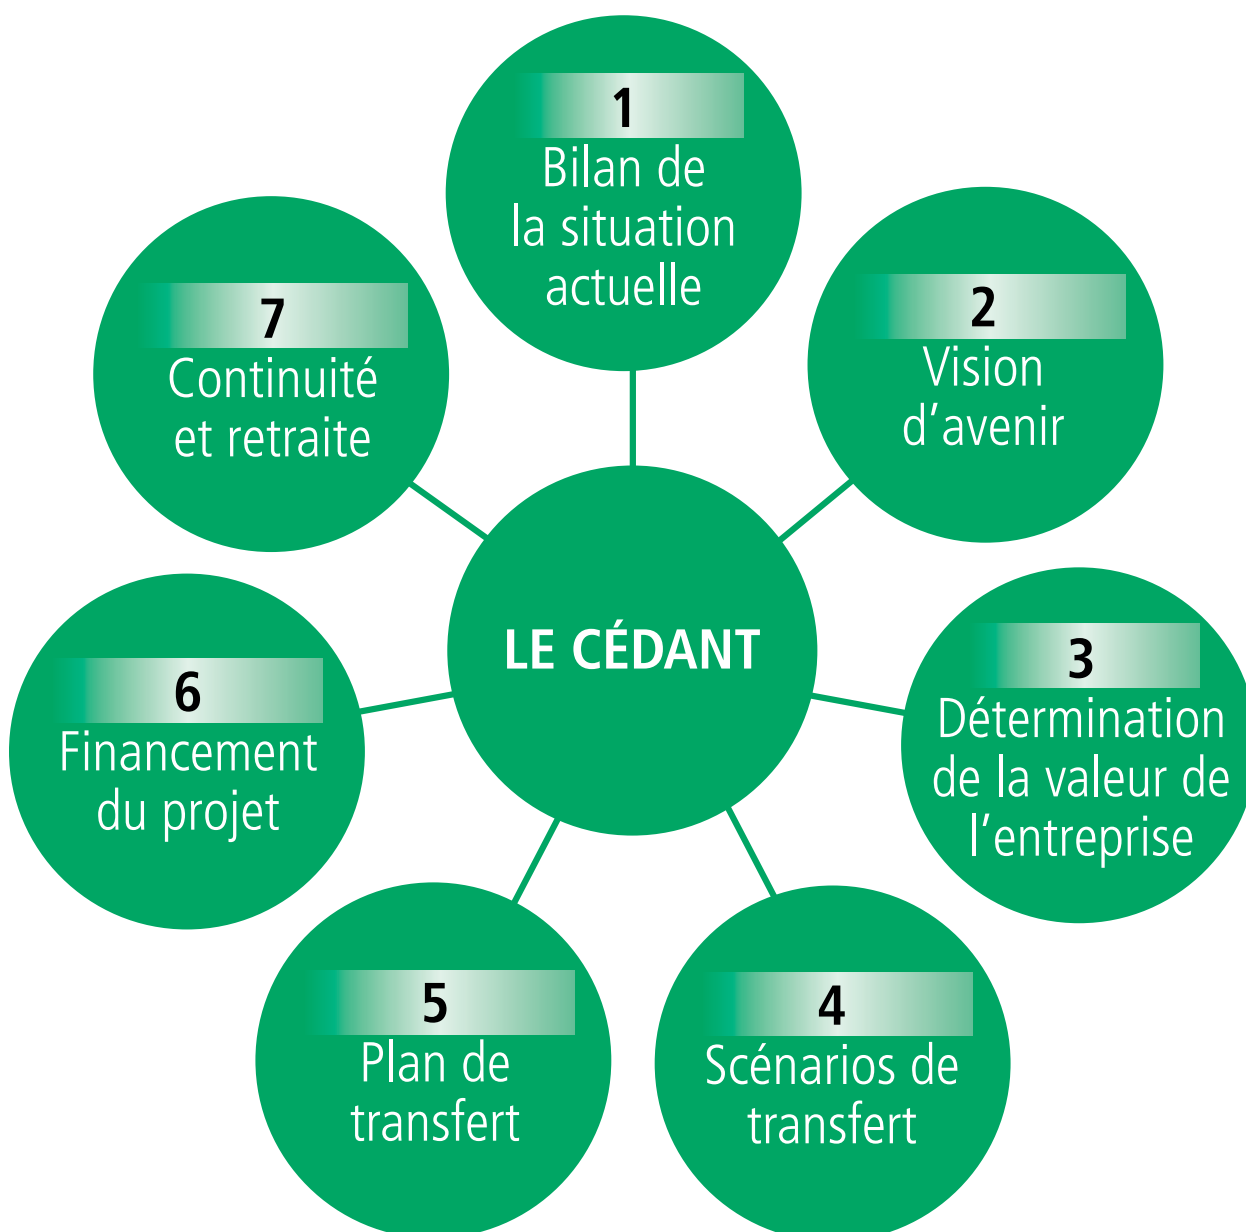 1
Bilan de
la situation
actuelle
2
Vision
d’avenir
3
Détermination
de la valeur de
l’entreprise
4
Scénarios de
transfert
5
Plan de
transfert
6
Financement
du projet
7
Continuité
et retraite
LE CÉDANT